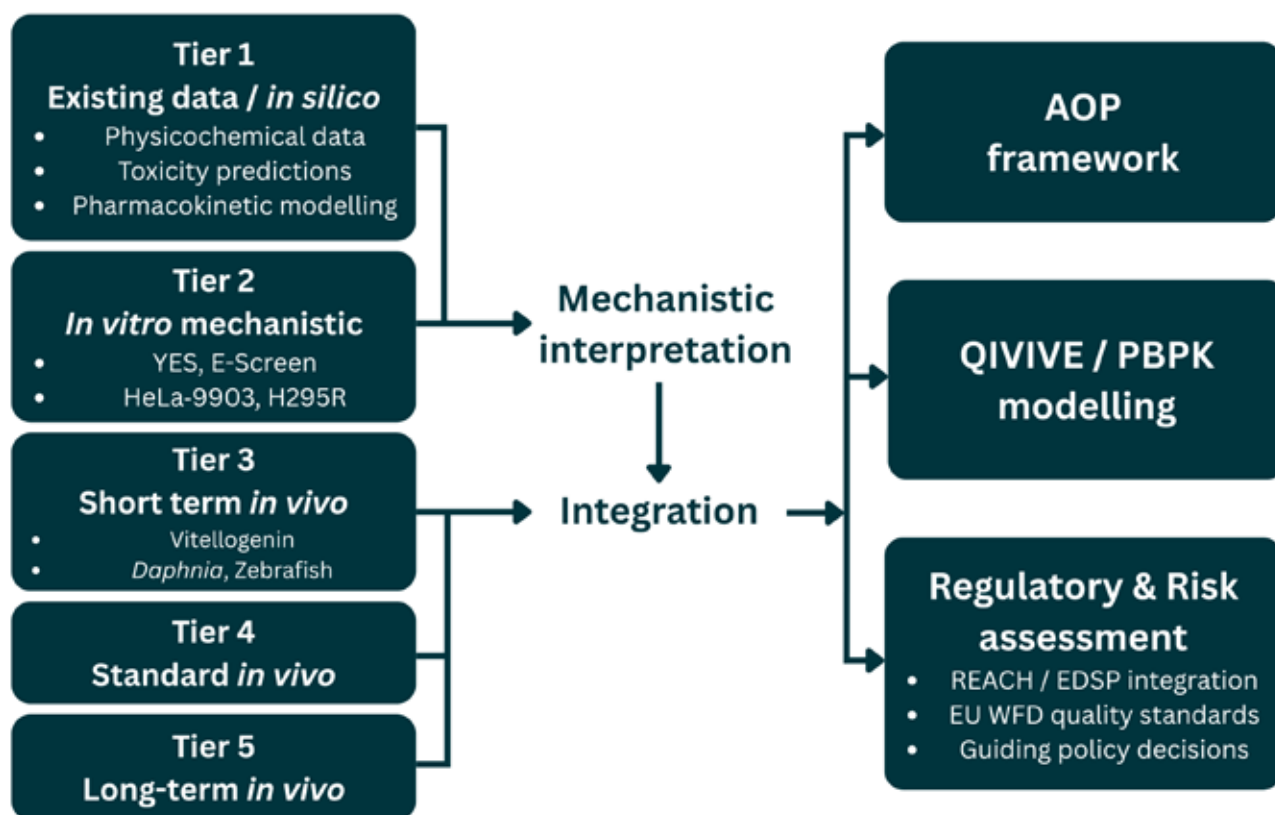 Tier 1
Existing data / in silico
• Physicochemical data
• Toxicity predictions
• Pharmacokinetic modelling
Tier 2
In vitro mechanistic
• YES, E-Screen
• HeLa-9903, H295R
Tier 3
Short term in vivo
• Vitellogenin
• Daphnia, Zebrafish
Tier 4
Standard in vivo
Tier 5
Long-term in vivo
Mechanistic
interpretation
Integration
AOP
framework
QIVIVE / PBPK
modelling
Regulatory & Risk
assessment
• REACH / EDSP integration
• EU WFD quality standards
• Guiding policy decisions